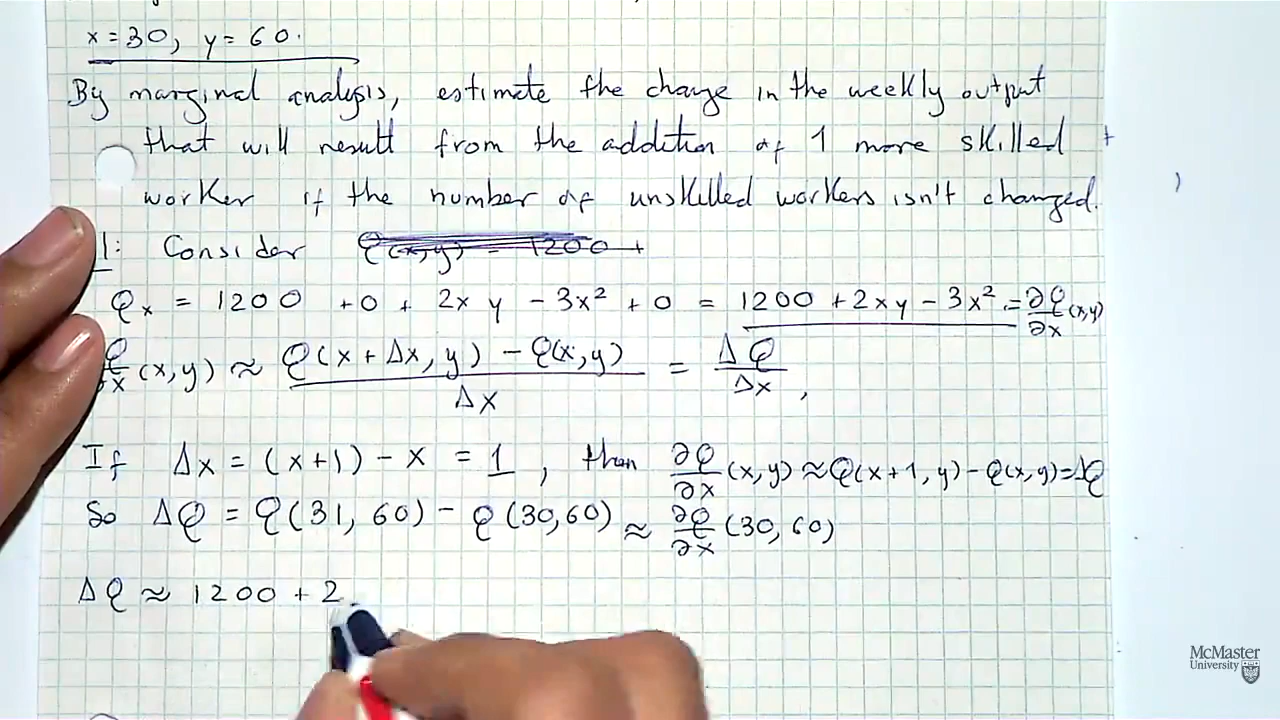 x = 30, y = 60.
By marginal analysis, estimate the change in the weekly output
that will result from the addition of 1 more skilled
worker if the number of unskilled workers isn't changed.
1: Consider Q(x,y) = 1200 +
Qx = 1200 + 0 + 2xy - 3x² + 0 = 1200 + 2xy - 3x² = ∂Q/∂x (x,y)
Q/∂x (x,y) ≈ Q(x + Δx, y) - Q(x,y) / Δx = ΔQ/Δx ,
If Δx = (x+1) - x = 1 , then ∂Q/∂x (x,y) ≈ Q(x+1, y) - Q(x,y) = ΔQ
So ΔQ = Q(31, 60) - Q(30,60) ≈ ∂Q/∂x (30, 60)
ΔQ ≈ 1200 + 2.
McMaster
University